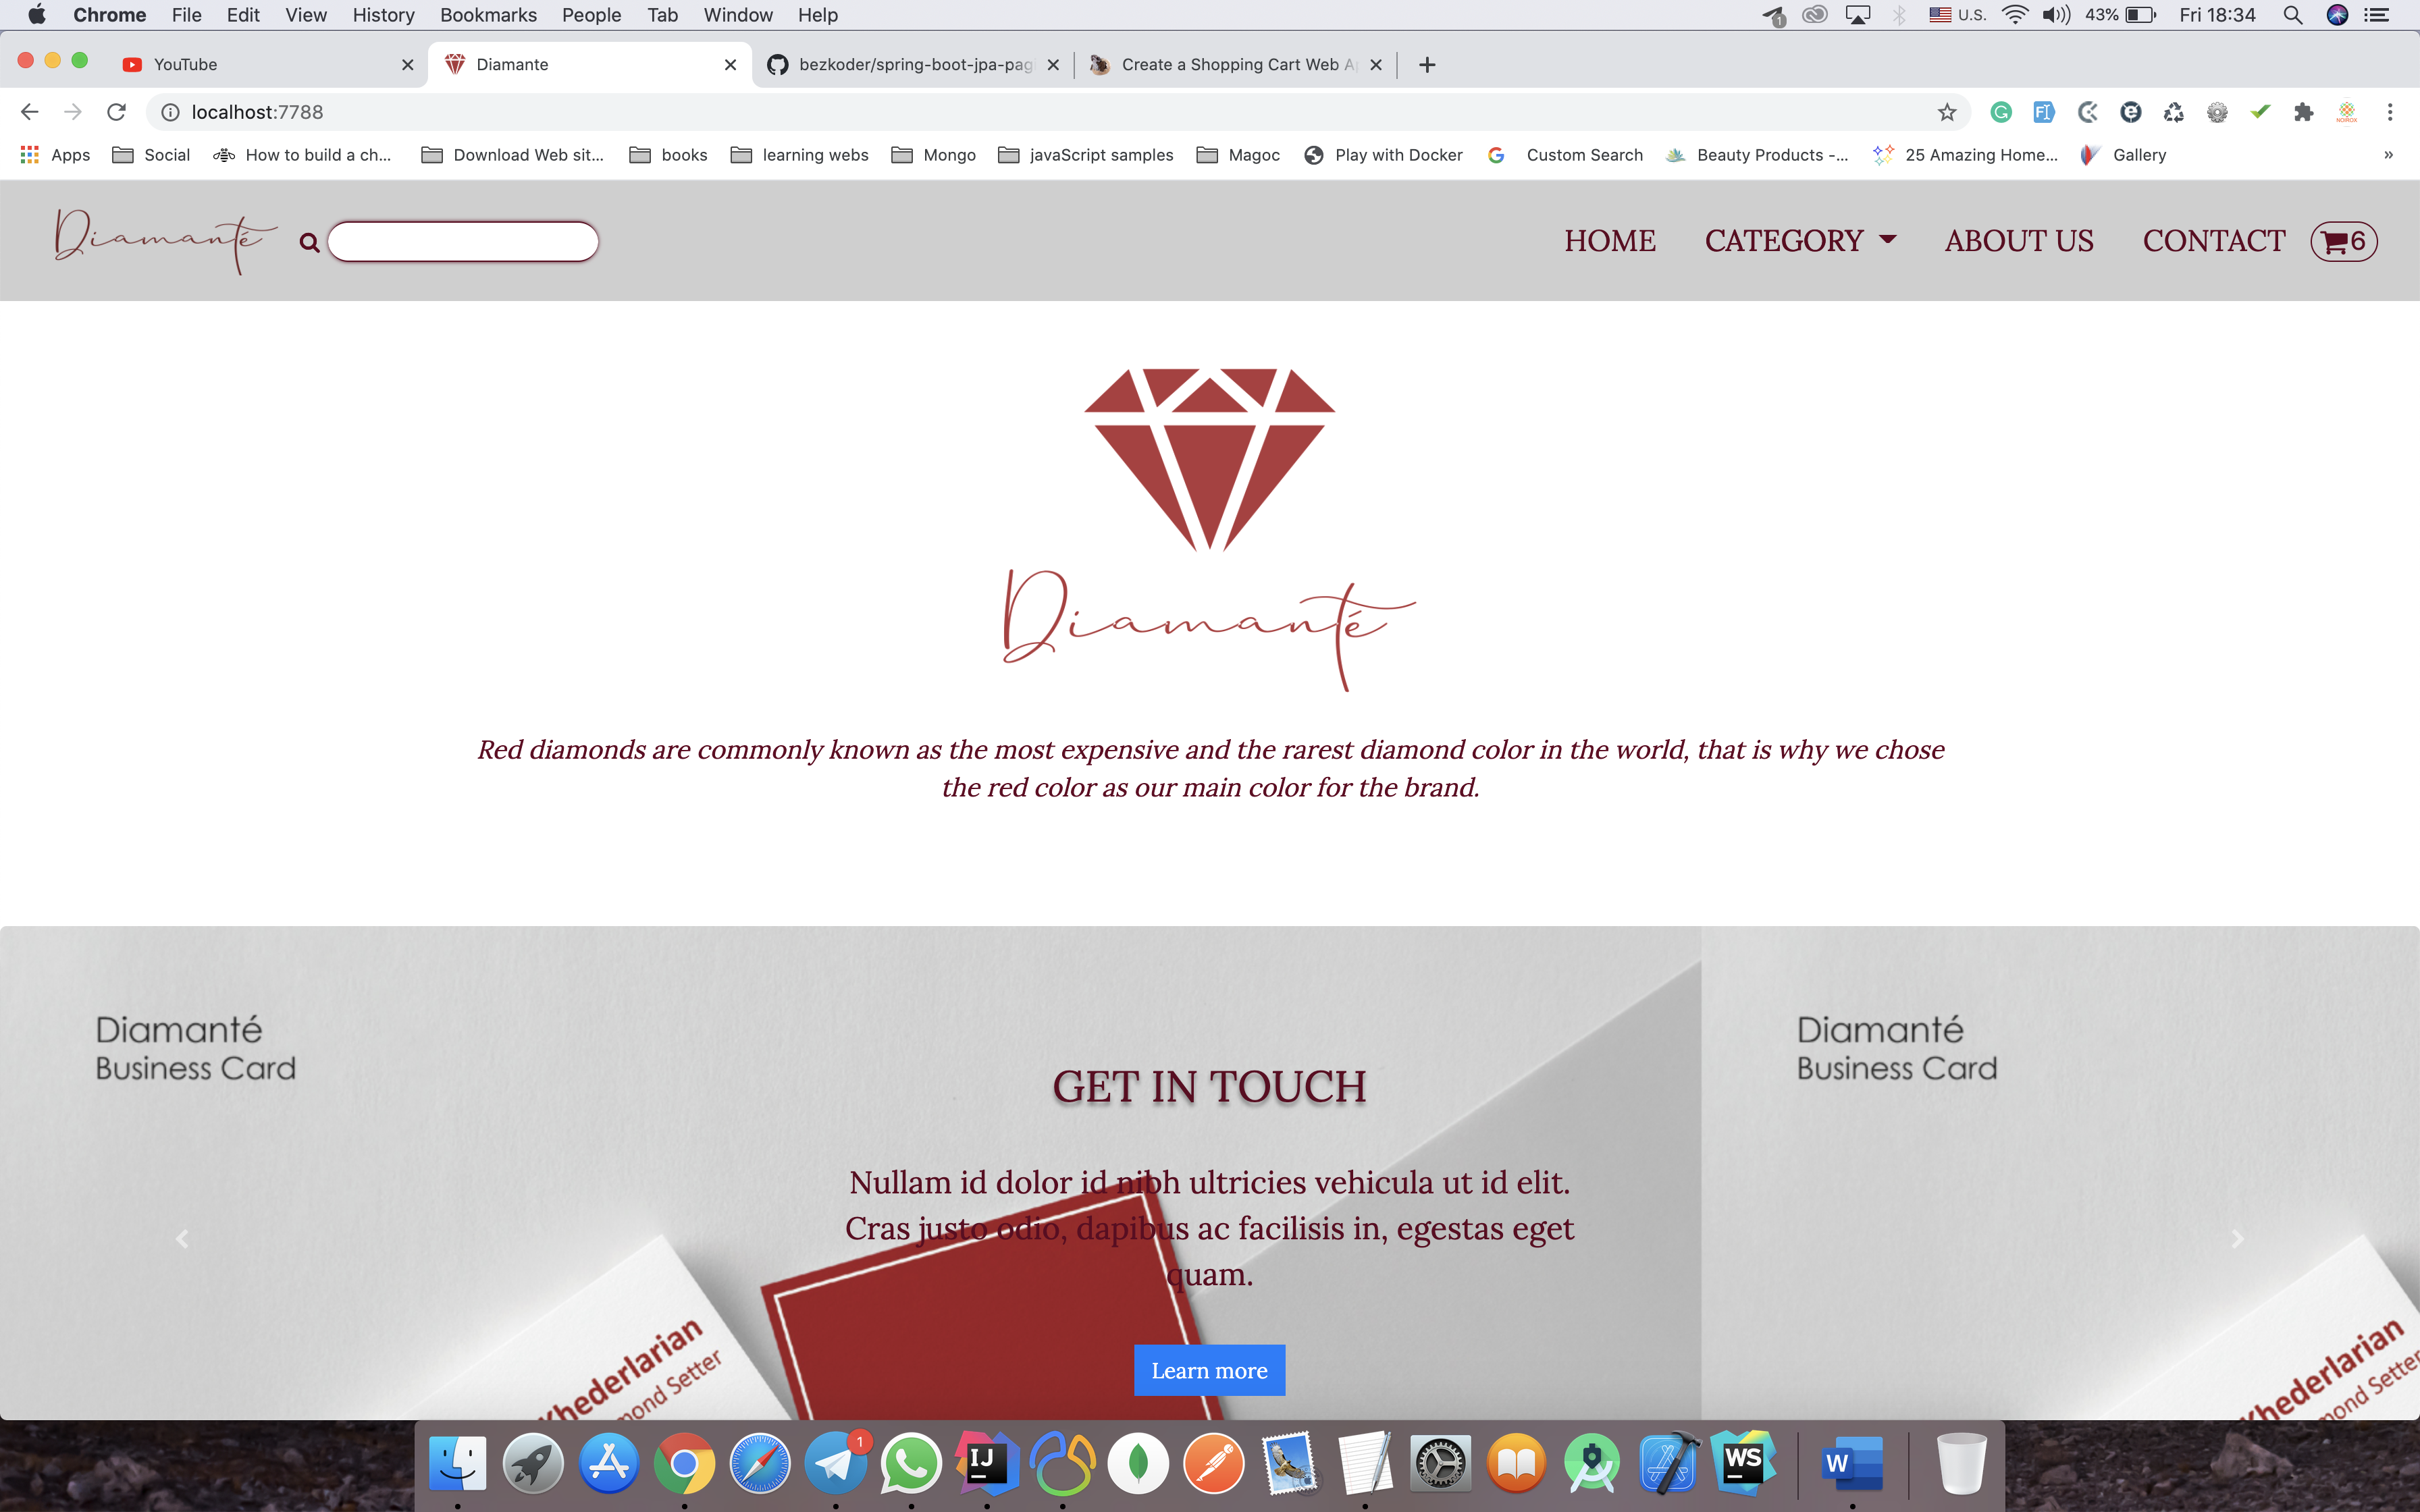 Chrome File Edit View History Bookmarks People Tab Window Help 1 U.S. 43% Fri 18:34
YouTube Diamante bezkoder/spring-boot-jpa-pag Create a Shopping Cart Web A
localhost:7788
Apps Social How to build a ch... Download Web sit... books learning webs Mongo javaScript samples Magoc Play with Docker Custom Search Beauty Products -... 25 Amazing Home... Gallery »
Diamanté HOME CATEGORY ABOUT US CONTACT 6
Diamanté
Red diamonds are commonly known as the most expensive and the rarest diamond color in the world, that is why we chose
the red color as our main color for the brand.
Diamanté
Business Card
GET IN TOUCH
Nullam id dolor id nibh ultricies vehicula ut id elit.
Cras justo odio, dapibus ac facilisis in, egestas eget
quam.
Learn more
Khederlarian
mond Setter
Diamanté
Business Card
Khederlarian
mond Setter
1
IJ
WS
W